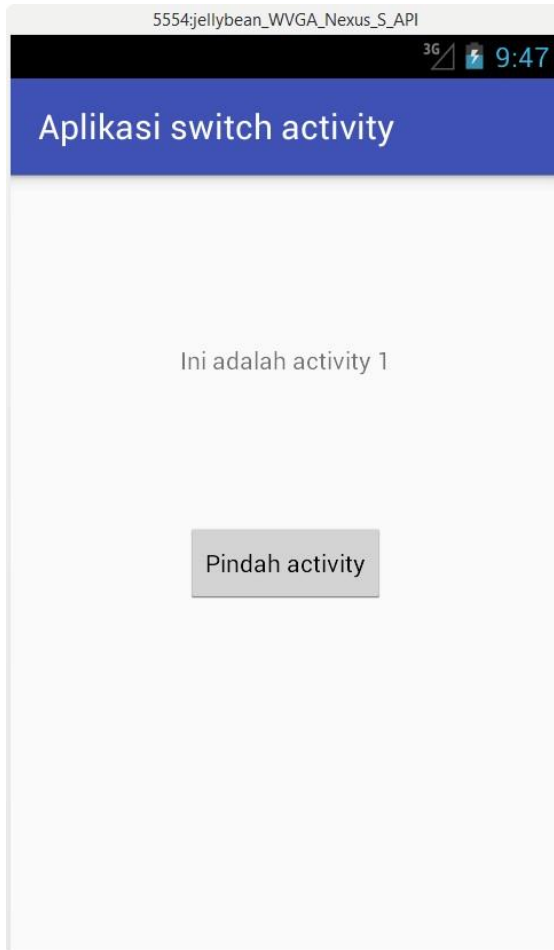 5554:jellybean_WVGA_Nexus_S_API
3G 9:47
Aplikasi switch activity
Ini adalah activity 1
Pindah activity